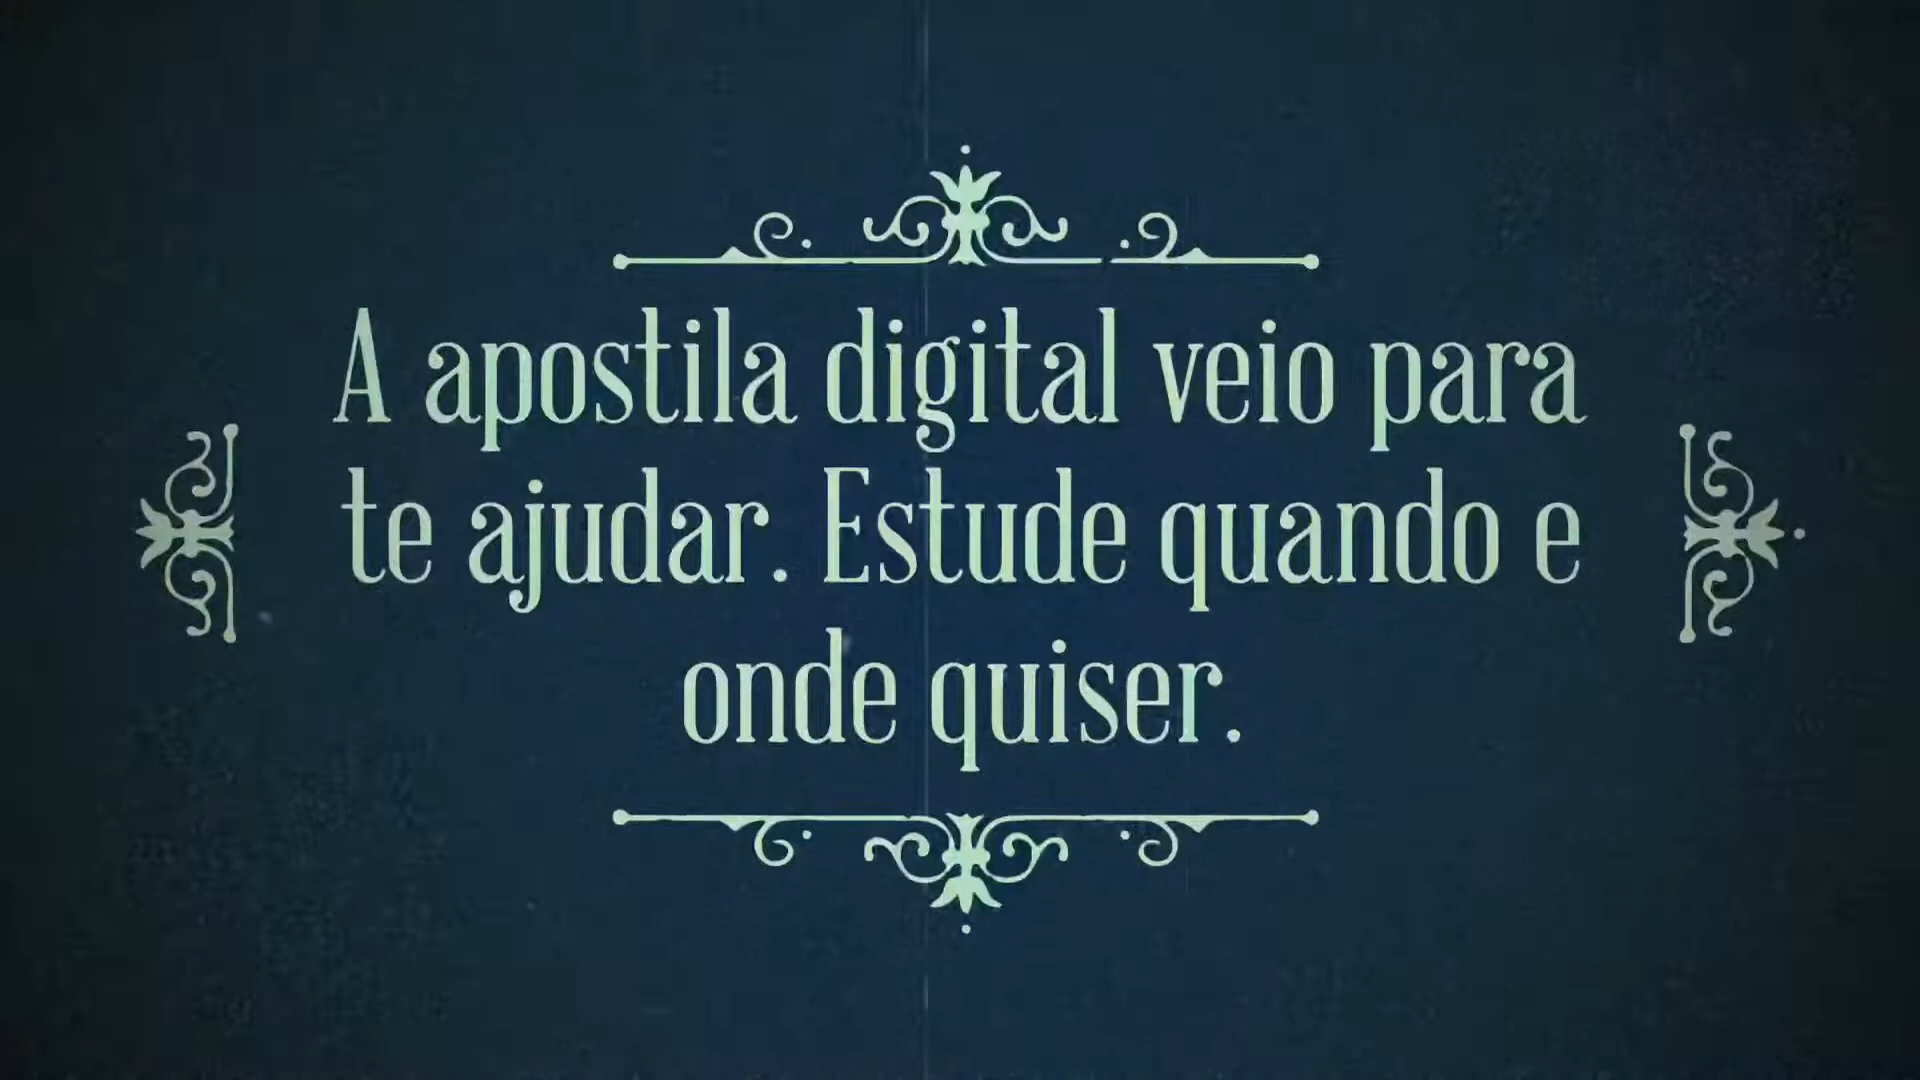 A apostila digital veio para
te ajudar. Estude quando e
onde quiser.